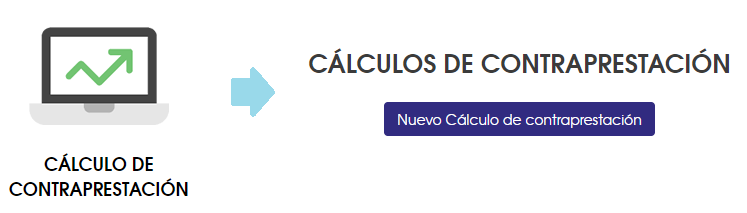 CÁLCULO DE
CONTRAPRESTACIÓN
CÁLCULOS DE CONTRAPRESTACIÓN
Nuevo Cálculo de contraprestación